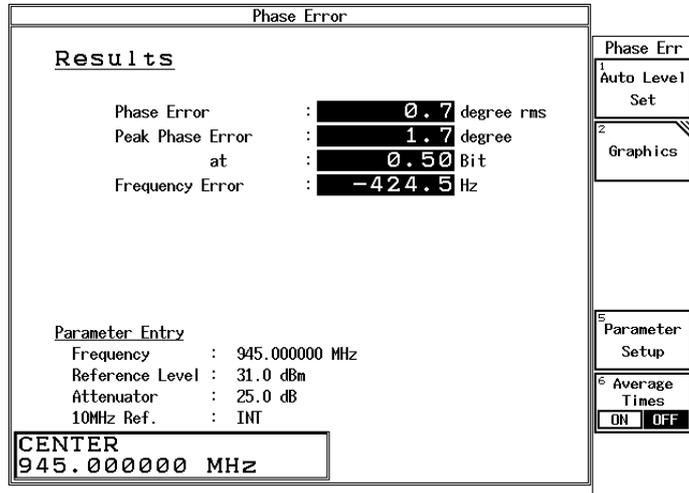 Phase Error
Results
Phase Error : 0.7 degree rms
Peak Phase Error : 1.7 degree
at : 0.50 Bit
Frequency Error : -424.5 Hz
Parameter Entry
Frequency : 945.000000 MHz
Reference Level : 31.0 dBm
Attenuator : 25.0 dB
10MHz Ref. : INT
CENTER
945.000000 MHz
Phase Err
1
Auto Level
Set
2
Graphics
5
Parameter
Setup
6 Average
Times
ON OFF